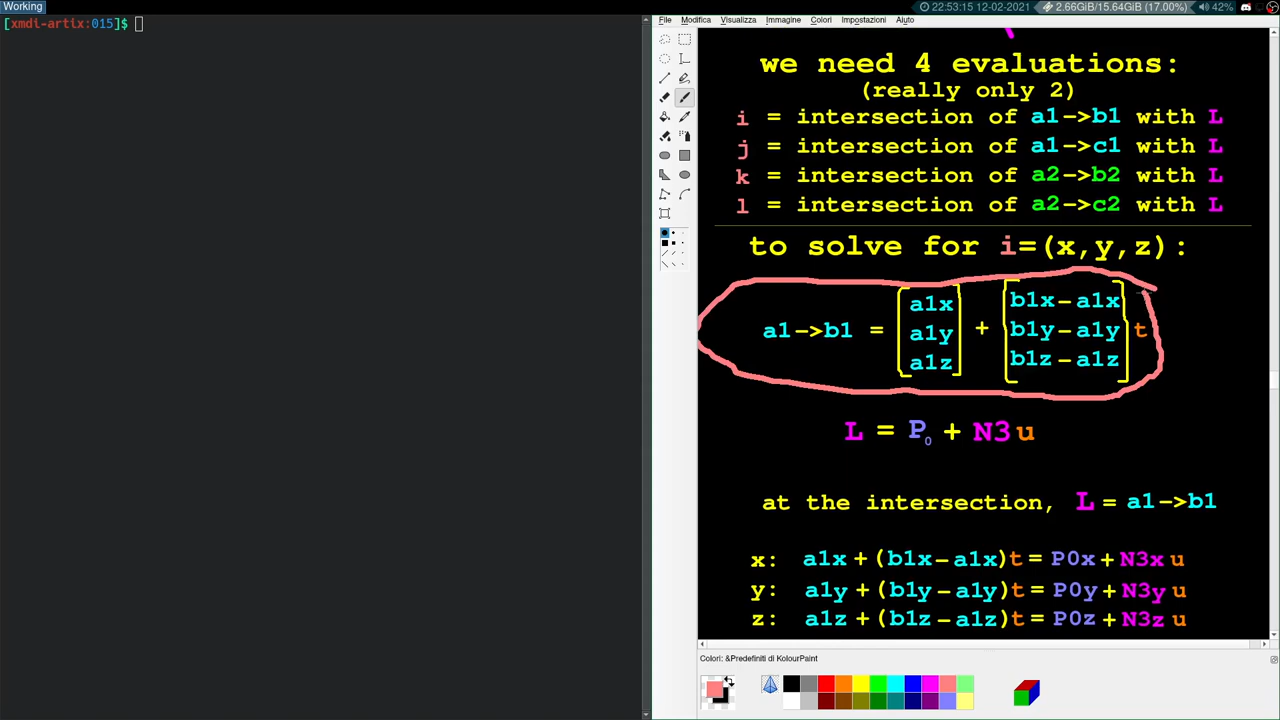 Working
22:53:15 12-02-2021
2.66GiB/15.64GiB (17.00%)
42%
[xmdi-artix:015]$
File Modifica Visualizza Immagine Colori Impostazioni Aiuto
we need 4 evaluations:
(really only 2)
i = intersection of a1->b1 with L
j = intersection of a1->c1 with L
k = intersection of a2->b2 with L
l = intersection of a2->c2 with L
to solve for i=(x,y,z):
a1x b1x-a1x
a1->b1 = a1y + b1y-a1y t
a1z b1z-a1z
L = P0 + N3u
at the intersection, L = a1->b1
x: a1x+(b1x-a1x)t = P0x+N3x u
y: a1y+(b1y-a1y)t = P0y+N3y u
z: a1z+(b1z-a1z)t = P0z+N3z u
Colori: &Predefiniti di KolourPaint